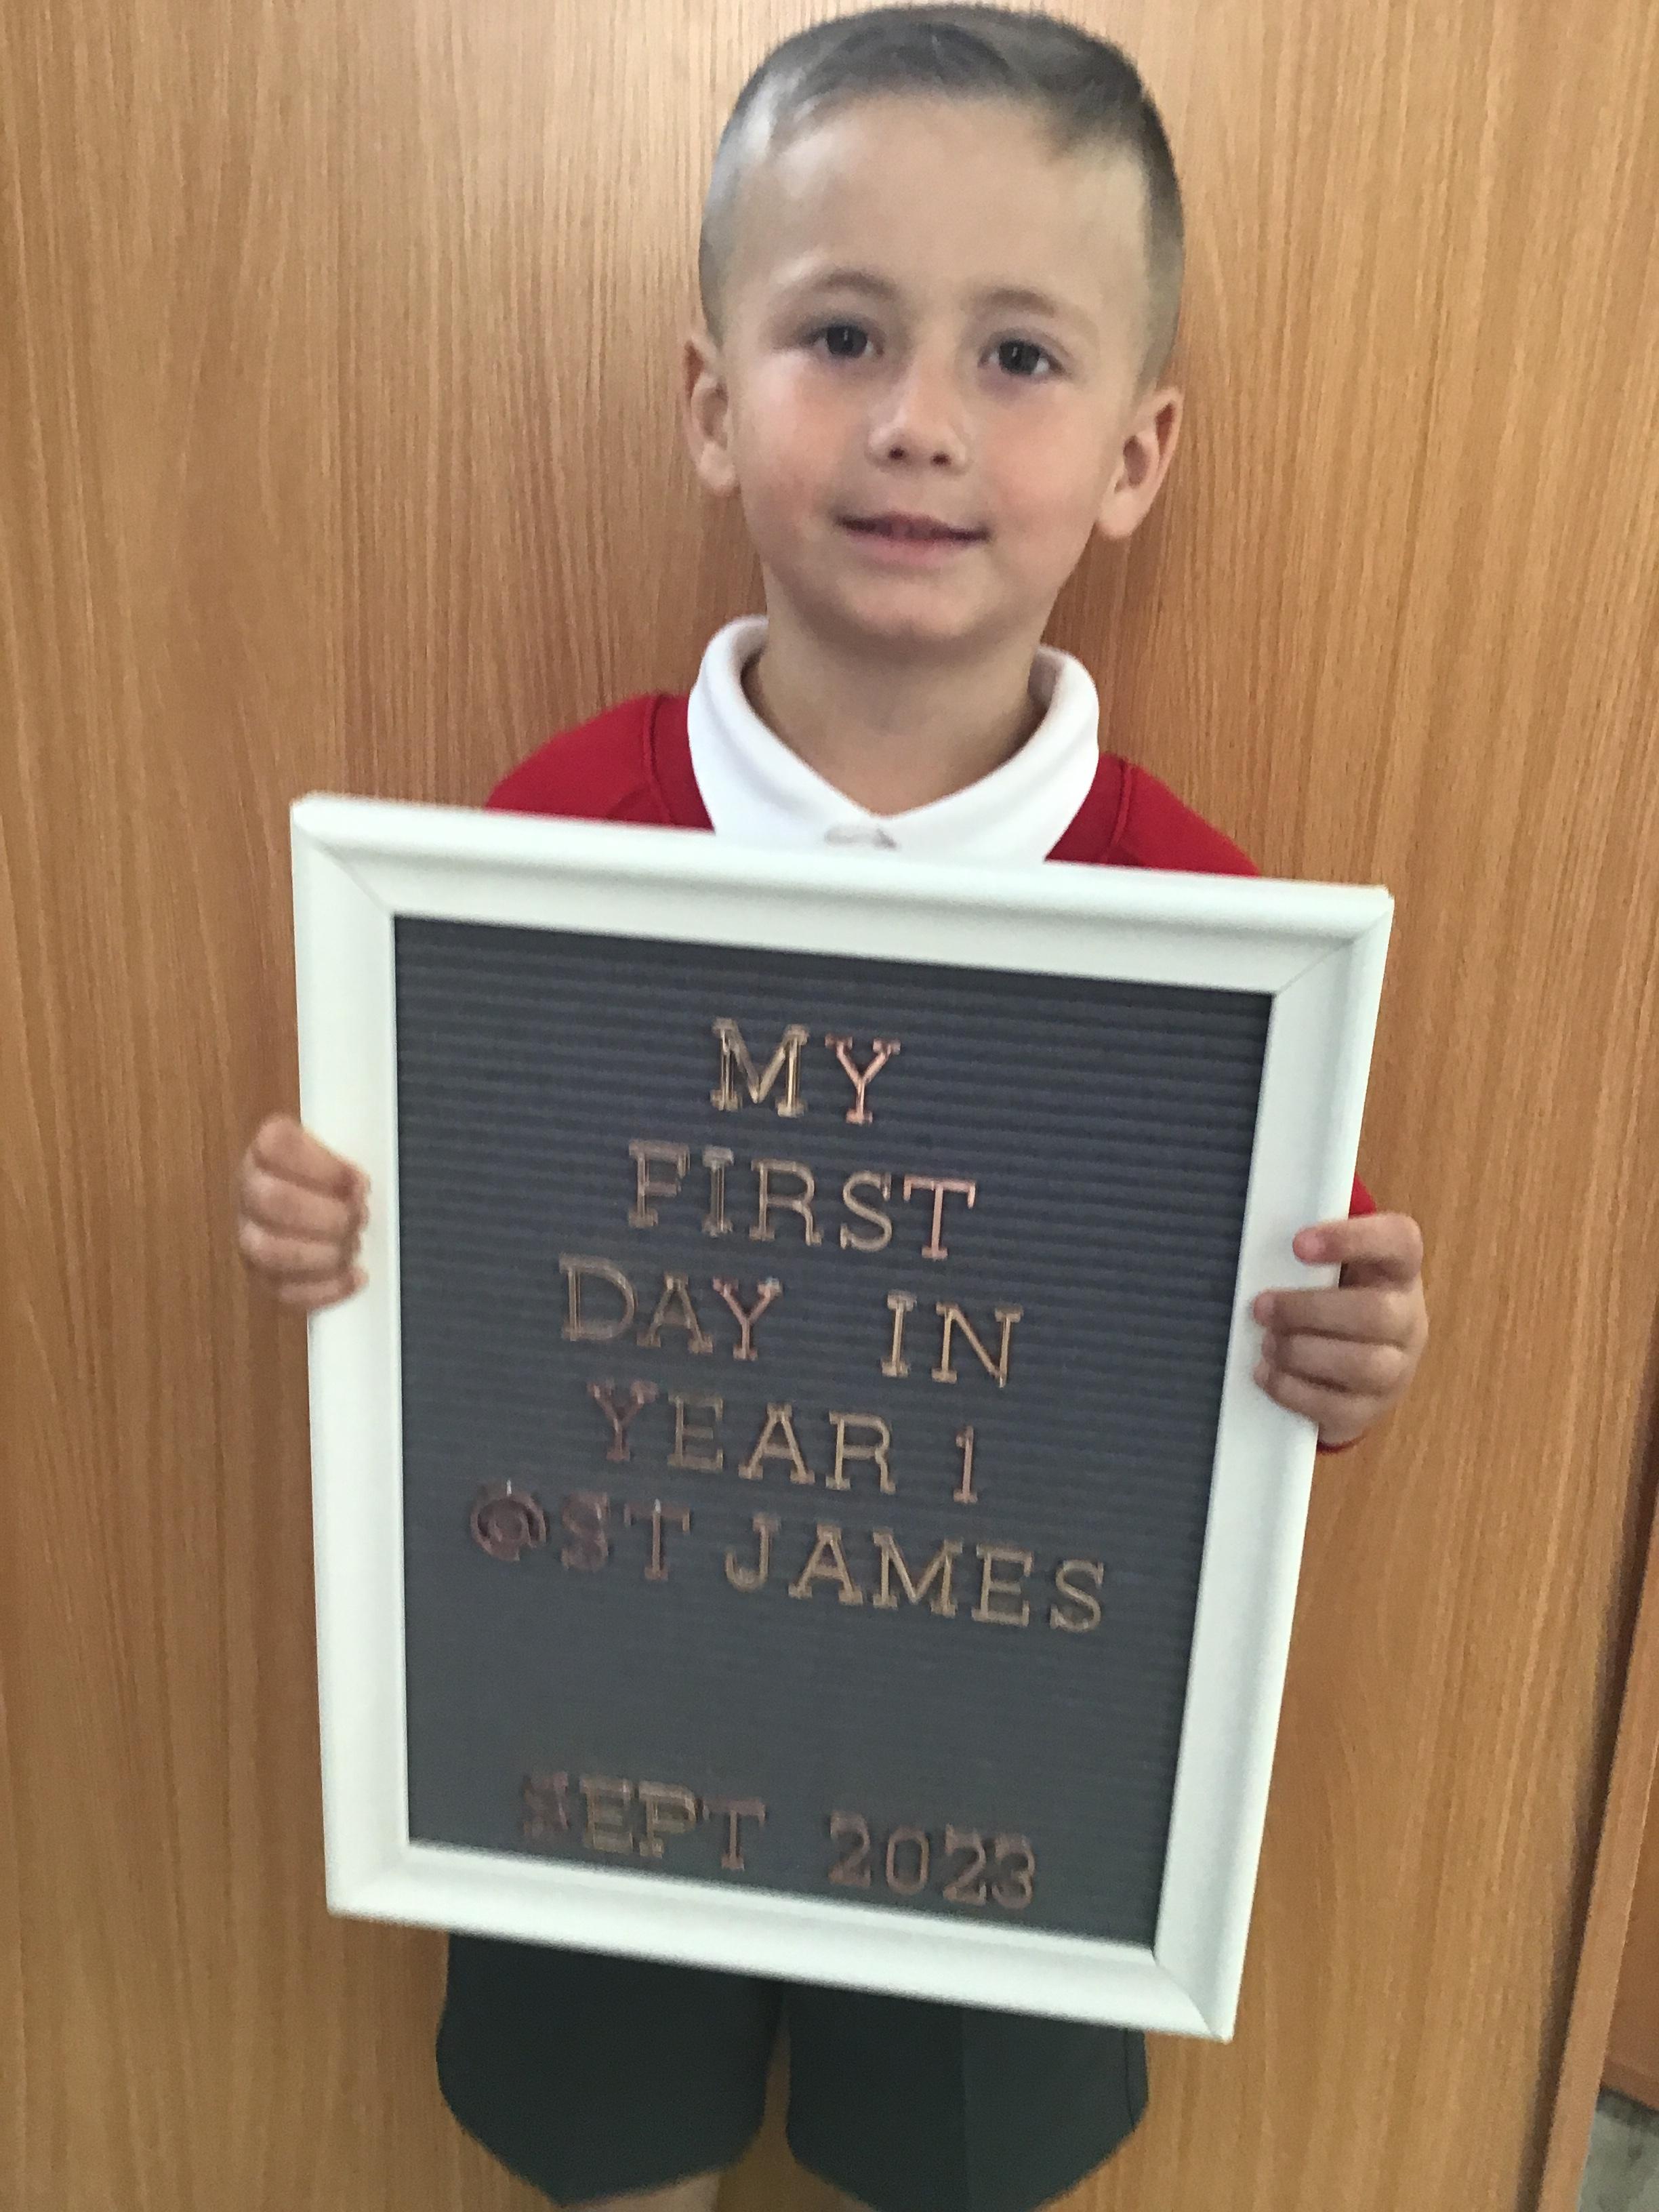 MY
FIRST
DAY IN
YEAR 1
@ST JAMES
SEPT 2023